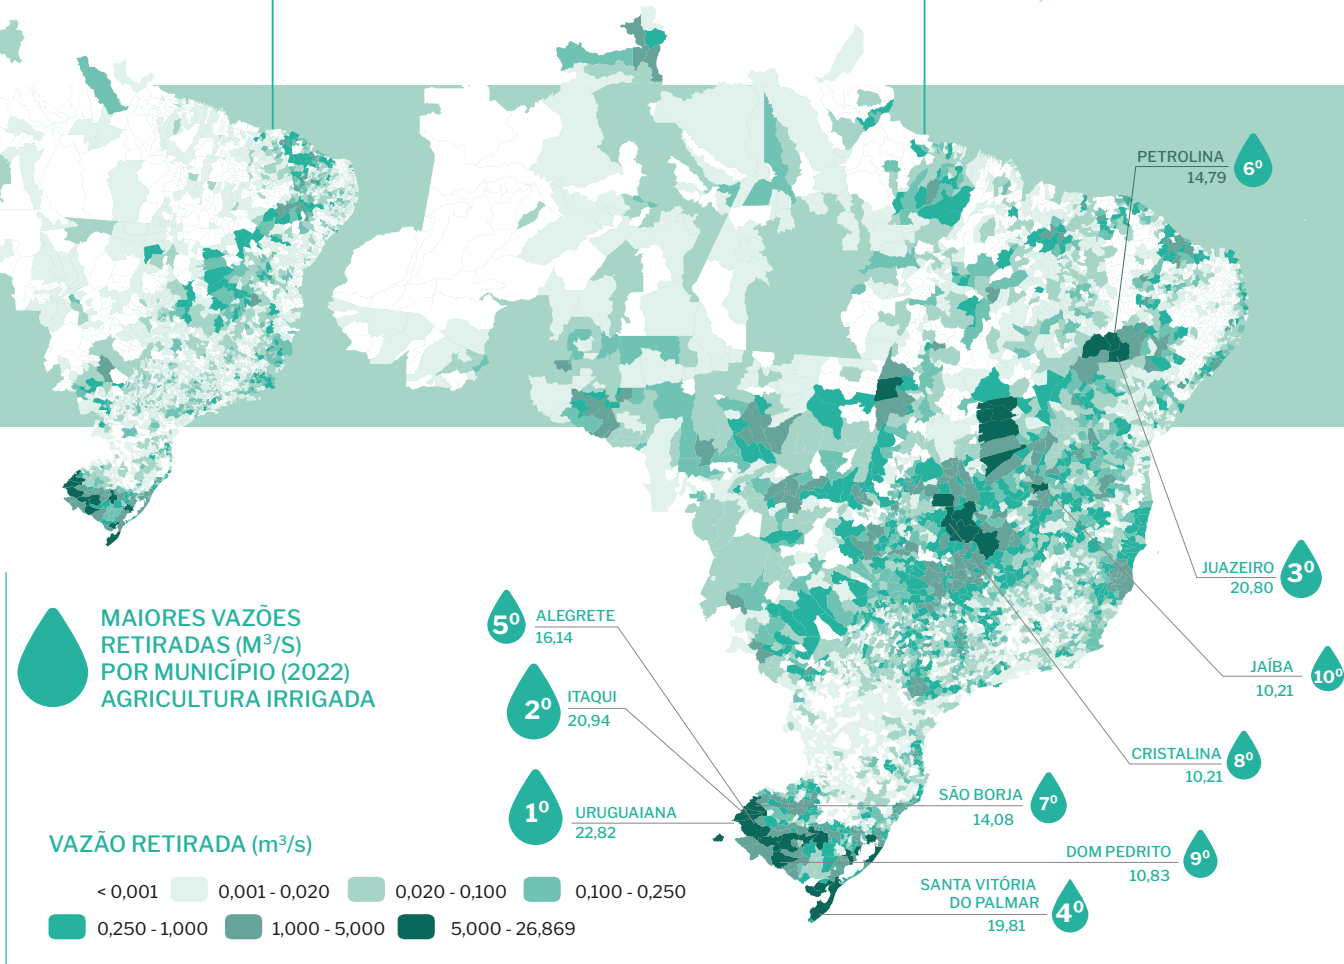 PETROLINA
14,79
6º
JUAZEIRO
20,80
3º
5º
ALEGRETE
16,14
MAIORES VAZÕES
RETIRADAS (M³/S)
POR MUNICÍPIO (2022)
AGRICULTURA IRRIGADA
JAÍBA
10,21
10º
2º
ITAQUI
20,94
CRISTALINA
10,21
8º
1º
URUGUAIANA
22,82
SÃO BORJA
14,08
7º
DOM PEDRITO
10,83
9º
SANTA VITÓRIA
DO PALMAR
19,81
4º
VAZÃO RETIRADA (m³/s)
< 0,001
0,001 - 0,020
0,020 - 0,100
0,100 - 0,250
0,250 - 1,000
1,000 - 5,000
5,000 - 26,869